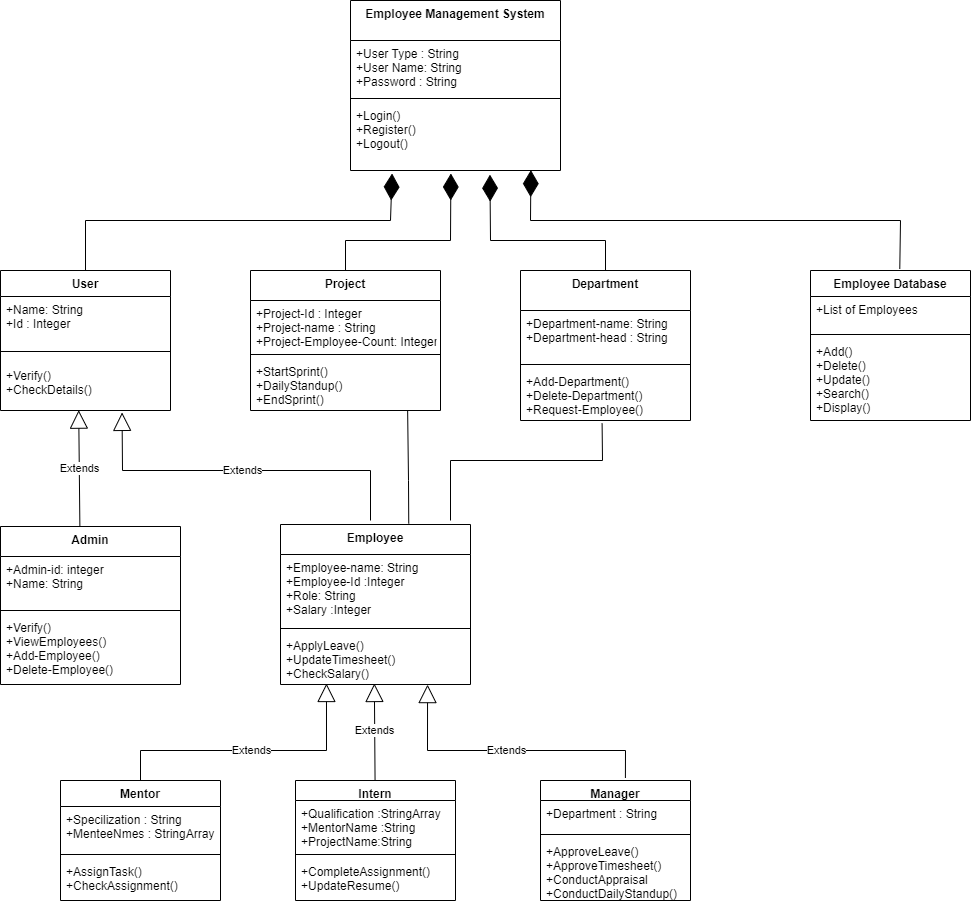 Employee Management System
+User Type : String
+User Name: String
+Password : String
+Login()
+Register()
+Logout()
User
+Name: String
+Id : Integer
+Verify()
+CheckDetails()
Project
+Project-Id : Integer
+Project-name : String
+Project-Employee-Count: Integer
+StartSprint()
+DailyStandup()
+EndSprint()
Department
+Department-name: String
+Department-head : String
+Add-Department()
+Delete-Department()
+Request-Employee()
Employee Database
+List of Employees
+Add()
+Delete()
+Update()
+Search()
+Display()
Extends
Extends
Admin
+Admin-id: integer
+Name: String
+Verify()
+ViewEmployees()
+Add-Employee()
+Delete-Employee()
Employee
+Employee-name: String
+Employee-Id :Integer
+Role: String
+Salary :Integer
+ApplyLeave()
+UpdateTimesheet()
+CheckSalary()
Extends
Extends
Extends
Mentor
+Specilization : String
+MenteeNmes : StringArray
+AssignTask()
+CheckAssignment()
Intern
+Qualification :StringArray
+MentorName :String
+ProjectName:String
+CompleteAssignment()
+UpdateResume()
Manager
+Department : String
+ApproveLeave()
+ApproveTimesheet()
+ConductAppraisal
+ConductDailyStandup()